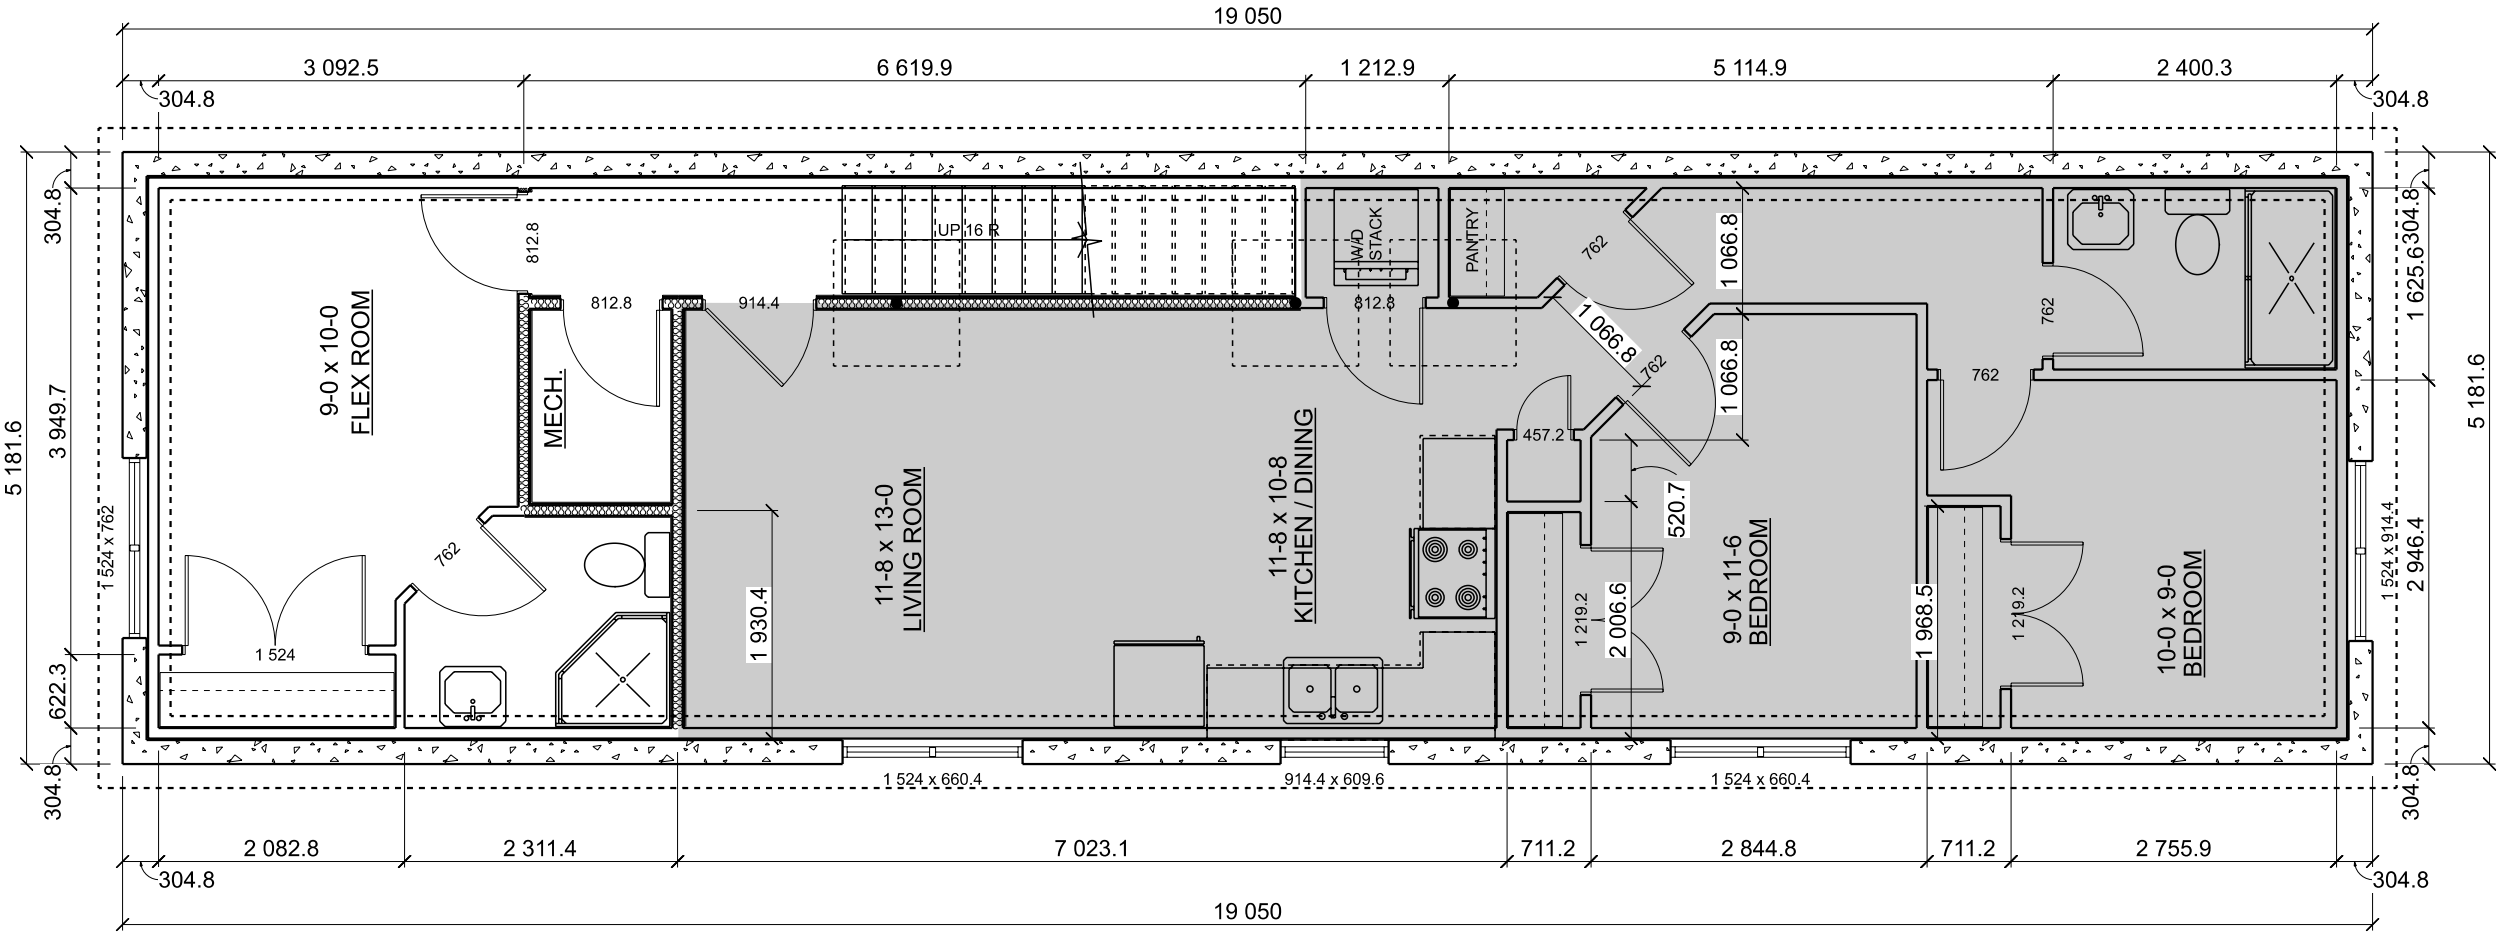 19 050
3 092.5
6 619.9
1 212.9
5 114.9
2 400.3
304.8
304.8
304.8
304.8
5 181.6
3 949.7
622.3
304.8
1 625.6
2 946.4
5 181.6
304.8
9-0 x 10-0
FLEX ROOM
812.8
MECH.
812.8
914.4
UP 16 R
W/D
STACK
812.8
PANTRY
762
1 066.8
1 066.8
1 066.8
762
762
762
457.2
520.7
11-8 x 13-0
LIVING ROOM
11-8 x 10-8
KITCHEN / DINING
9-0 x 11-6
BEDROOM
10-0 x 9-0
BEDROOM
762
1 524
1 930.4
1 219.2
2 006.6
1 968.5
1 219.2
1 524 x 762
1 524 x 914.4
1 524 x 660.4
914.4 x 609.6
1 524 x 660.4
2 082.8
2 311.4
7 023.1
711.2
2 844.8
711.2
2 755.9
304.8
304.8
19 050